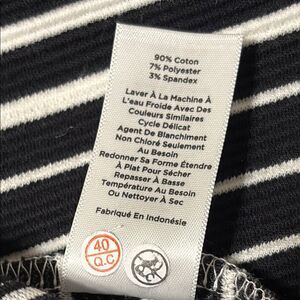 90% Coton
7% Polyester
3% Spandex
Laver À La Machine À
L'eau Froide Avec Des
Couleurs Similaires
Cycle Délicat
Agent De Blanchiment
Non Chloré Seulement
Au Besoin
Redonner Sa Forme Étendre
À Plat Pour Sécher
Repasser À Basse
Température Au Besoin
Ou Nettoyer À Sec
Fabriqué En Indonésie
40
Q.C